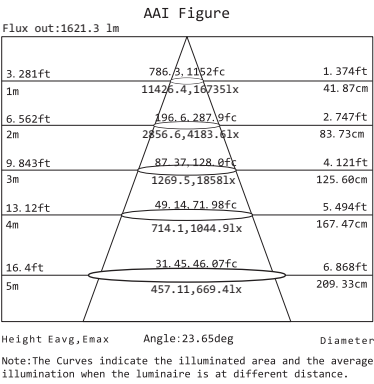 AAI Figure
Flux out:1621.3 lm
3.281ft 786.3,1152fc 1.374ft
1m 11426.4,16735lx 41.87cm
6.562ft 196.6,287.9fc 2.747ft
2m 2856.6,4183.6lx 83.73cm
9.843ft 87.37,128.0fc 4.121ft
3m 1269.5,1858lx 125.60cm
13.12ft 49.14,71.98fc 5.494ft
4m 714.1,1044.9lx 167.47cm
16.4ft 31.45,46.07fc 6.868ft
5m 457.11,669.4lx 209.33cm
Height Eavg,Emax Angle:23.65deg Diameter
Note:The Curves indicate the illuminated area and the average
illumination when the luminaire is at different distance.